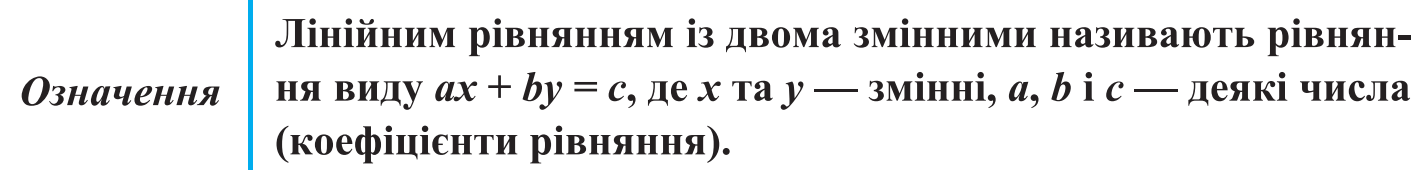 Означення
Лінійним рівнянням із двома змінними називають рівнян-
ня виду ax + by = c, де x та y — змінні, a, b і c — деякі числа
(коефіцієнти рівняння).